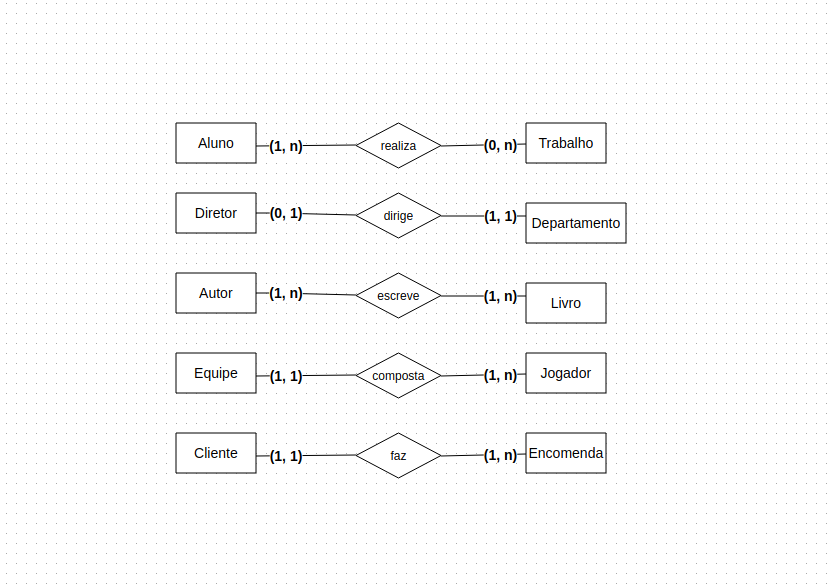 Aluno (1, n) realiza (0, n) Trabalho
Diretor (0, 1) dirige (1, 1) Departamento
Autor (1, n) escreve (1, n) Livro
Equipe (1, 1) composta (1, n) Jogador
Cliente (1, 1) faz (1, n) Encomenda